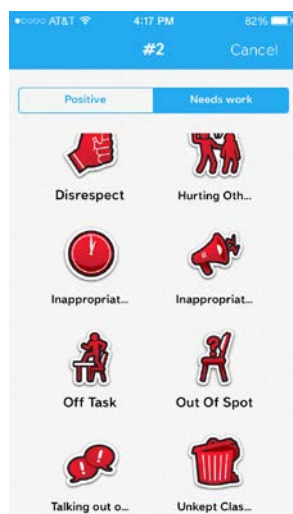 AT&T 4:17 PM 82%
#2 Cancel
Positive Needs work
Disrespect Hurting Oth...
Inappropriat... Inappropriat...
Off Task Out Of Spot
Talking out o... Unkept Clas...